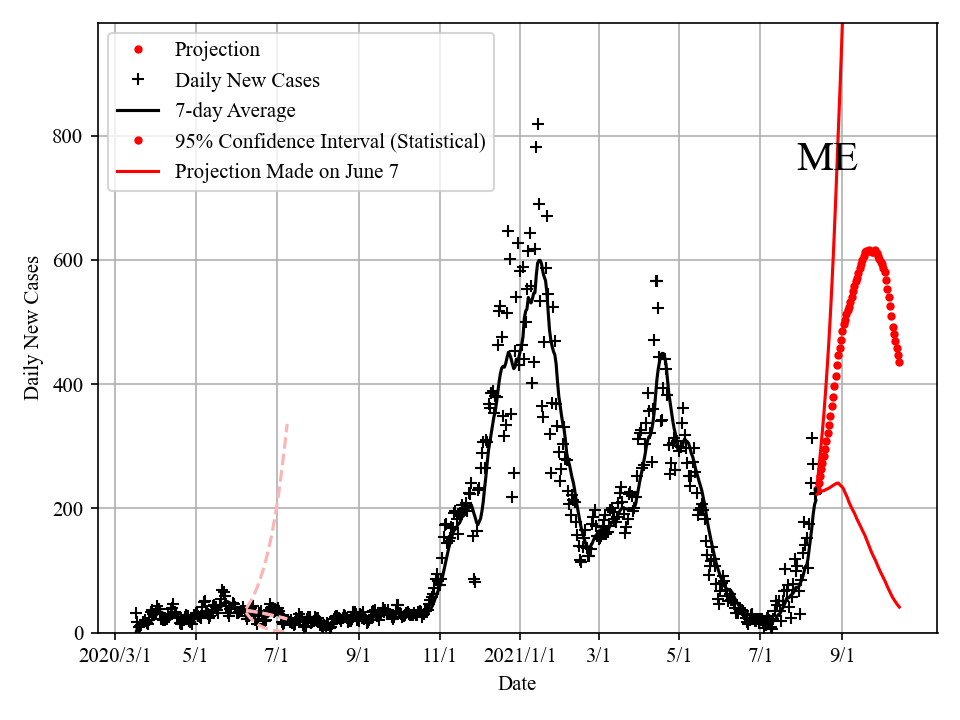 Projection
Daily New Cases
7-day Average
95% Confidence Interval (Statistical)
Projection Made on June 7
ME
800
600
400
200
0
Daily New Cases
2020/3/1 5/1 7/1 9/1 11/1 2021/1/1 3/1 5/1 7/1 9/1
Date